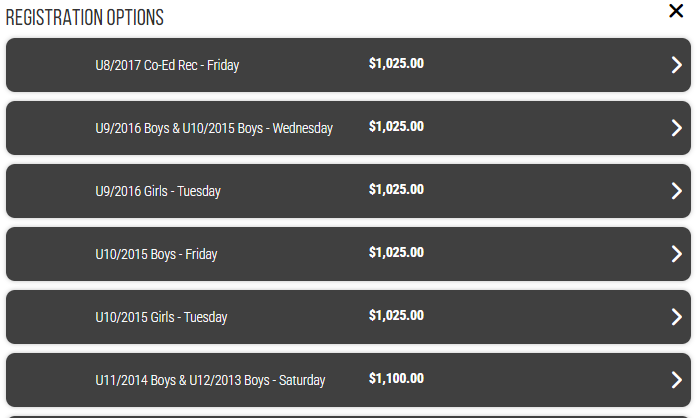 REGISTRATION OPTIONS
U8/2017 Co-Ed Rec - Friday $1,025.00
U9/2016 Boys & U10/2015 Boys - Wednesday $1,025.00
U9/2016 Girls - Tuesday $1,025.00
U10/2015 Boys - Friday $1,025.00
U10/2015 Girls - Tuesday $1,025.00
U11/2014 Boys & U12/2013 Boys - Saturday $1,100.00